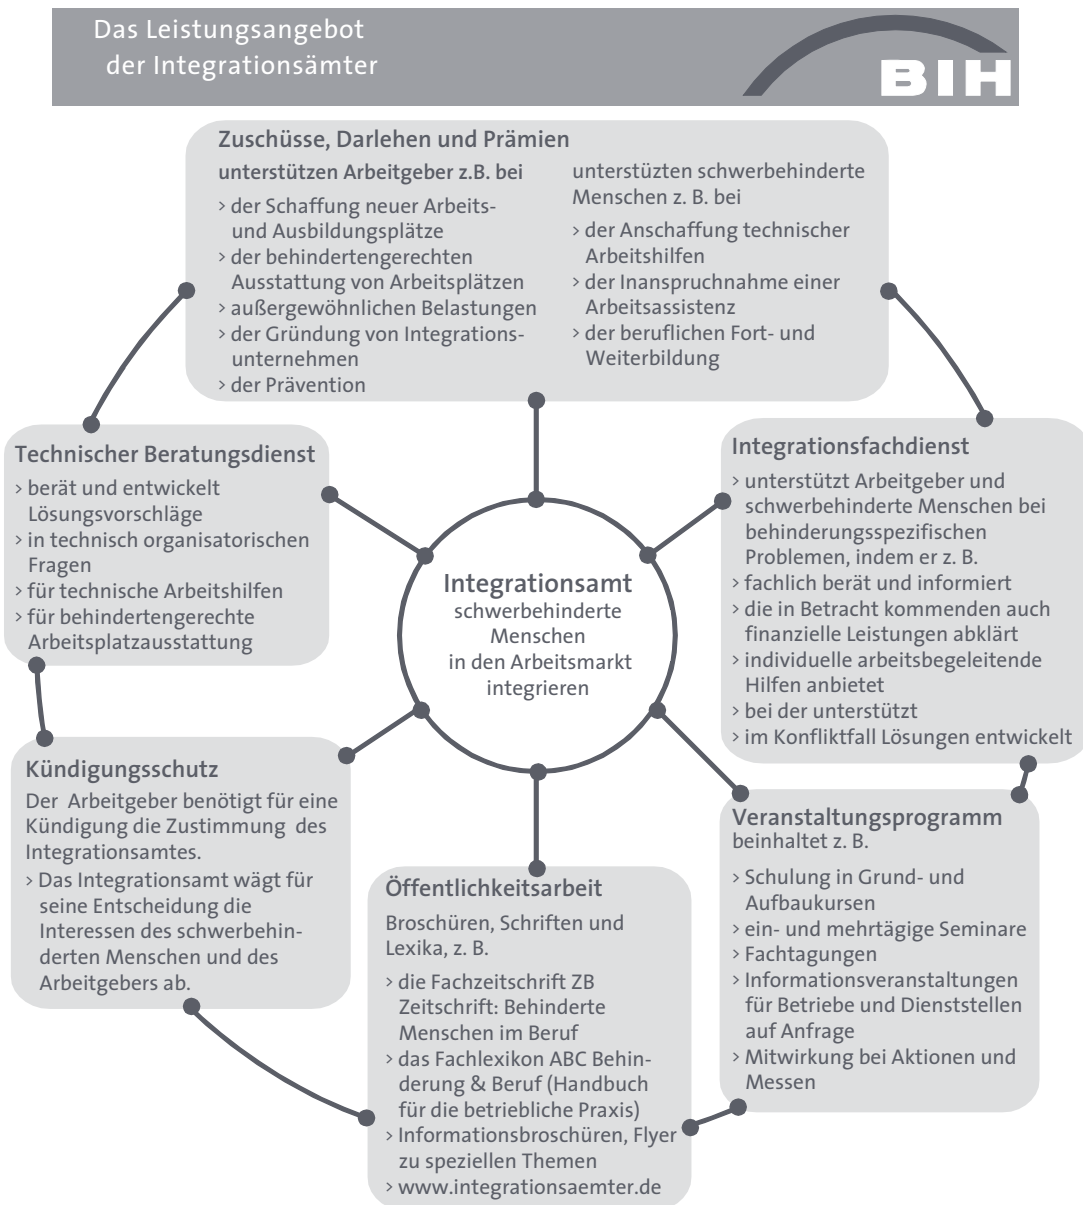 Das Leistungsangebot
der Integrationsämter
BIH
Zuschüsse, Darlehen und Prämien
unterstützen Arbeitgeber z.B. bei
> der Schaffung neuer Arbeits-
und Ausbildungsplätze
> der behindertengerechten
Ausstattung von Arbeitsplätzen
> außergewöhnlichen Belastungen
> der Gründung von Integrations-
unternehmen
> der Prävention
unterstüzten schwerbehinderte
Menschen z. B. bei
> der Anschaffung technischer
Arbeitshilfen
> der Inanspruchnahme einer
Arbeitsassistenz
> der beruflichen Fort- und
Weiterbildung
Technischer Beratungsdienst
> berät und entwickelt
Lösungsvorschläge
> in technisch organisatorischen
Fragen
> für technische Arbeitshilfen
> für behindertengerechte
Arbeitsplatzausstattung
Integrationsamt
schwerbehinderte
Menschen
in den Arbeitsmarkt
integrieren
Integrationsfachdienst
> unterstützt Arbeitgeber und
schwerbehinderte Menschen bei
behinderungsspezifischen
Problemen, indem er z. B.
> fachlich berät und informiert
> die in Betracht kommenden auch
finanzielle Leistungen abklärt
> individuelle arbeitsbegeleitende
Hilfen anbietet
> bei der unterstützt
> im Konfliktfall Lösungen entwickelt
Kündigungsschutz
Der Arbeitgeber benötigt für eine
Kündigung die Zustimmung des
Integrationsamtes.
> Das Integrationsamt wägt für
seine Entscheidung die
Interessen des schwerbehin-
derten Menschen und des
Arbeitgebers ab.
Öffentlichkeitsarbeit
Broschüren, Schriften und
Lexika, z. B.
> die Fachzeitschrift ZB
Zeitschrift: Behinderte
Menschen im Beruf
> das Fachlexikon ABC Behin-
derung & Beruf (Handbuch
für die betriebliche Praxis)
> Informationsbroschüren, Flyer
zu speziellen Themen
> www.integrationsaemter.de
Veranstaltungsprogramm
beinhaltet z. B.
> Schulung in Grund- und
Aufbaukursen
> ein- und mehrtägige Seminare
> Fachtagungen
> Informationsveranstaltungen
für Betriebe und Dienststellen
auf Anfrage
> Mitwirkung bei Aktionen und
Messen